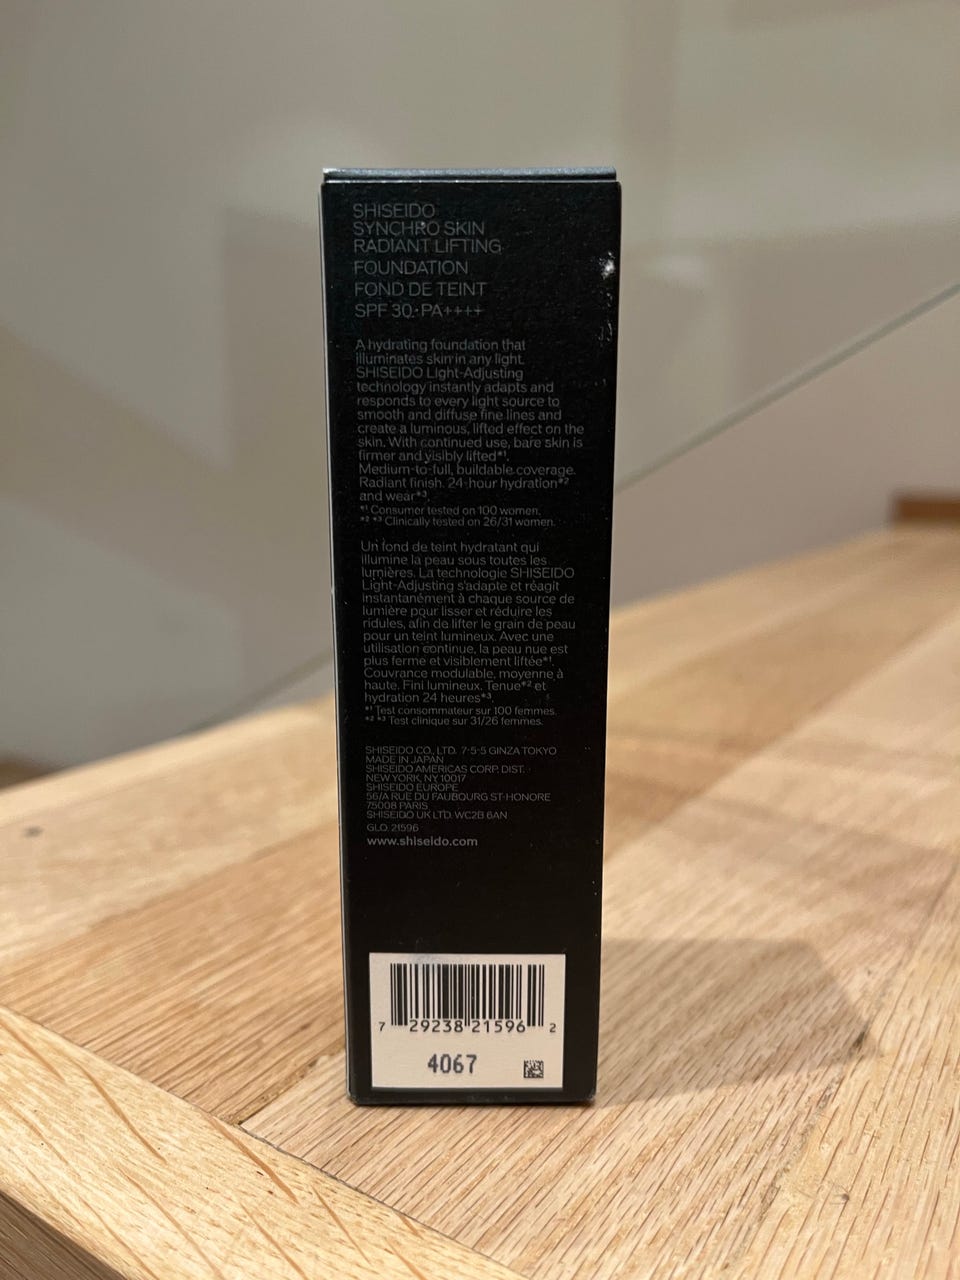 SHISEIDO
SYNCHRO SKIN
RADIANT LIFTING
FOUNDATION
FOND DE TEINT
SPF 30·PA++++
A hydrating foundation that
illuminates skin in any light.
SHISEIDO Light-Adjusting
technology instantly adapts and
responds to every light source to
smooth and diffuse fine lines and
create a luminous, lifted effect on the
skin. With continued use, bare skin is
firmer and visibly lifted*¹.
Medium-to-full, buildable coverage.
Radiant finish. 24-hour hydration*²
and wear*³.
*¹ Consumer tested on 100 women.
*² *³ Clinically tested on 26/31 women.
Un fond de teint hydratant qui
illumine la peau sous toutes les
lumières. La technologie SHISEIDO
Light-Adjusting s'adapte et réagit
instantanément à chaque source de
lumière pour lisser et réduire les
ridules, afin de lifter le grain de peau
pour un teint lumineux. Avec une
utilisation continue, la peau nue est
plus ferme et visiblement liftée*¹.
Couvrance modulable, moyenne à
haute. Fini lumineux. Tenue*² et
hydration 24 heures*³.
*¹ Test consommateur sur 100 femmes.
*² *³ Test clinique sur 31/26 femmes.
SHISEIDO CO., LTD. 7-5-5 GINZA TOKYO
MADE IN JAPAN
SHISEIDO AMERICAS CORP. DIST.
NEW YORK, NY 10017
SHISEIDO EUROPE
56/A RUE DU FAUBOURG ST-HONORE
75008 PARIS
SHISEIDO UK LTD. WC2B 6AN
GLO. 21596
www.shiseido.com
7 29238 21596 2
4067